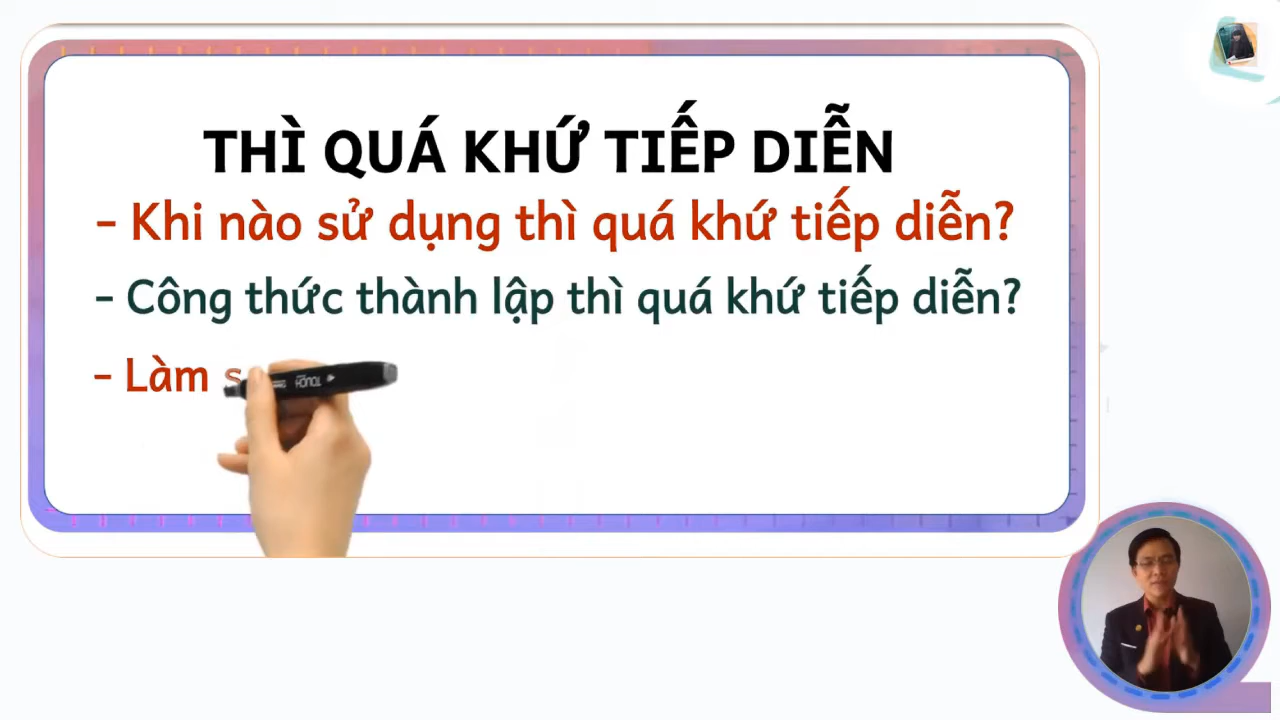 THÌ QUÁ KHỨ TIẾP DIỄN
- Khi nào sử dụng thì quá khứ tiếp diễn?
- Công thức thành lập thì quá khứ tiếp diễn?
- Làm s
TOUCH